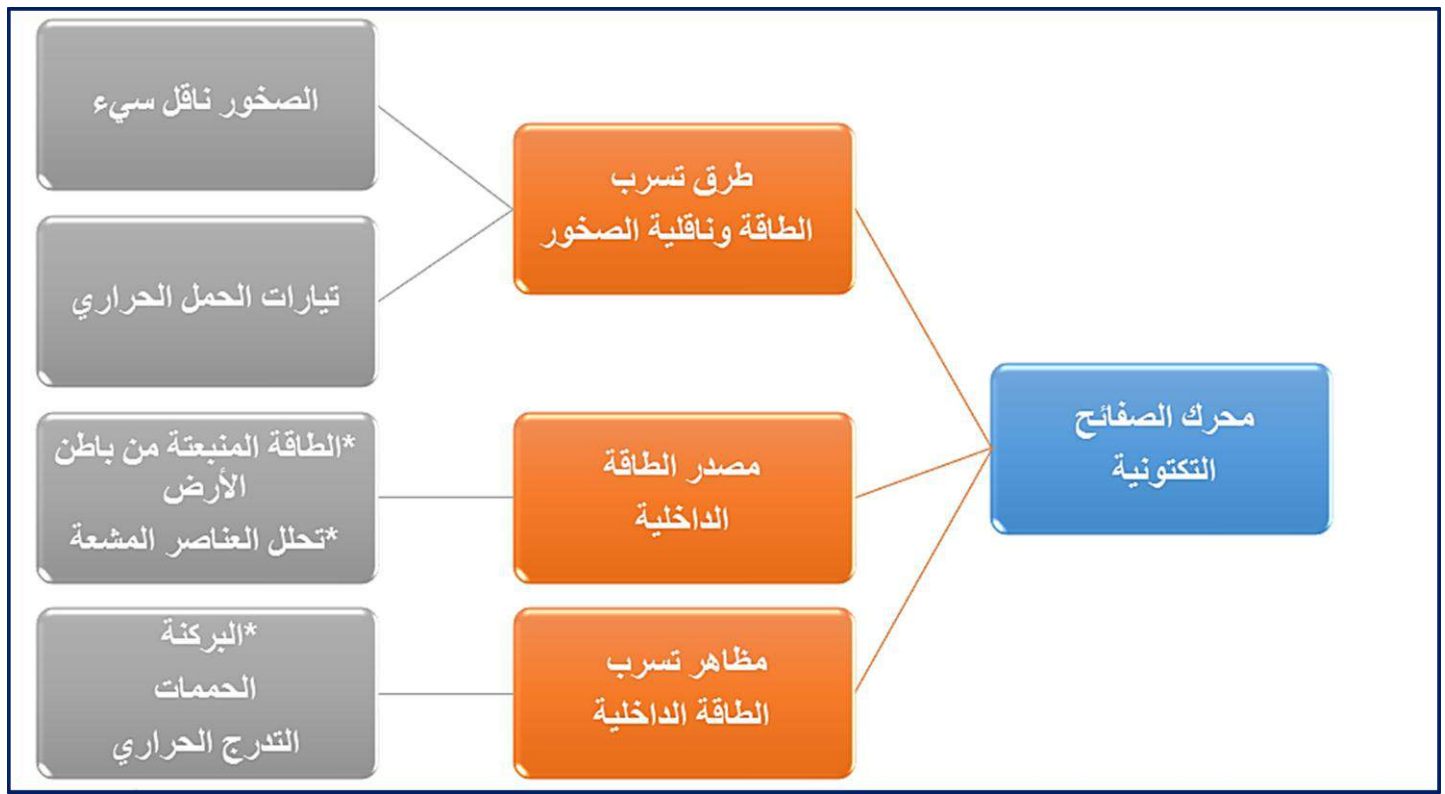 محرك الصفائح
التكتونية
طرق تسرب
الطاقة وناقلية الصخور
الصخور ناقل سيء
تيارات الحمل الحراري
مصدر الطاقة
الداخلية
*الطاقة المنبعتة من باطن
الأرض
*تحلل العناصر المشعة
مظاهر تسرب
الطاقة الداخلية
*البركنة
الحممات
التدرج الحراري